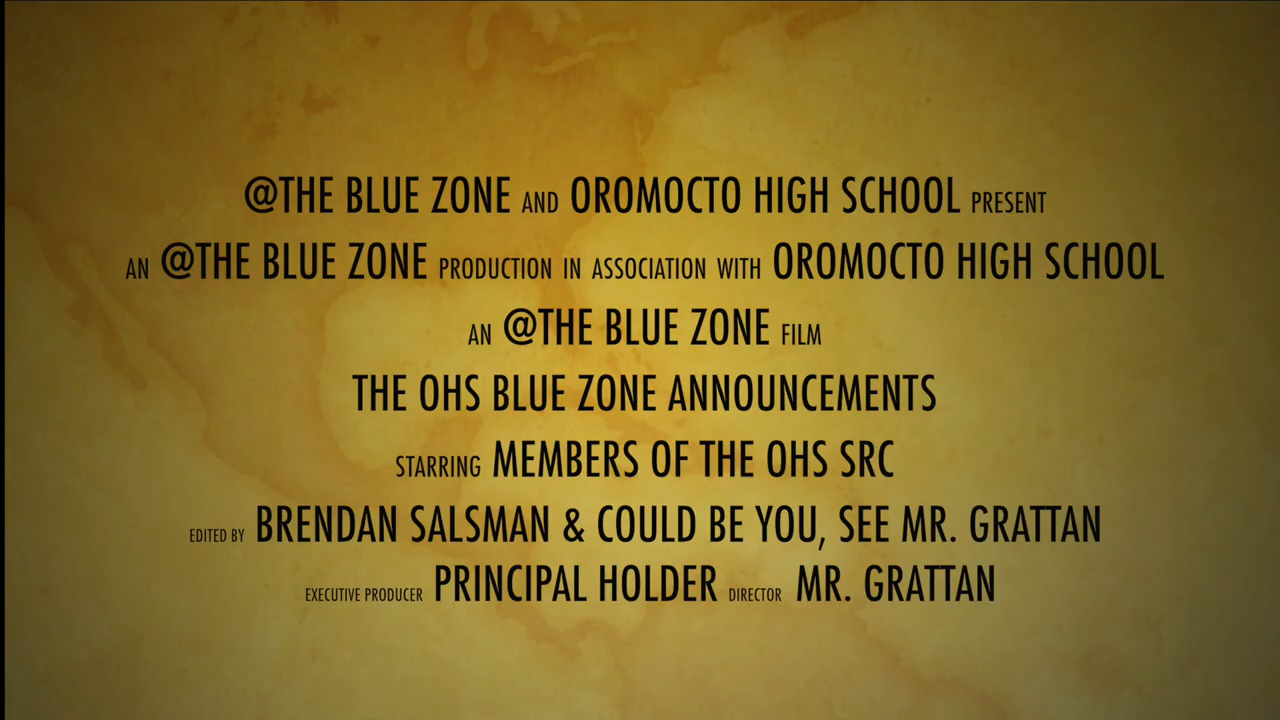 @THE BLUE ZONE AND OROMOCTO HIGH SCHOOL PRESENT
AN @THE BLUE ZONE PRODUCTION IN ASSOCIATION WITH OROMOCTO HIGH SCHOOL
AN @THE BLUE ZONE FILM
THE OHS BLUE ZONE ANNOUNCEMENTS
STARRING MEMBERS OF THE OHS SRC
EDITED BY BRENDAN SALSMAN & COULD BE YOU, SEE MR. GRATTAN
EXECUTIVE PRODUCER PRINCIPAL HOLDER DIRECTOR MR. GRATTAN